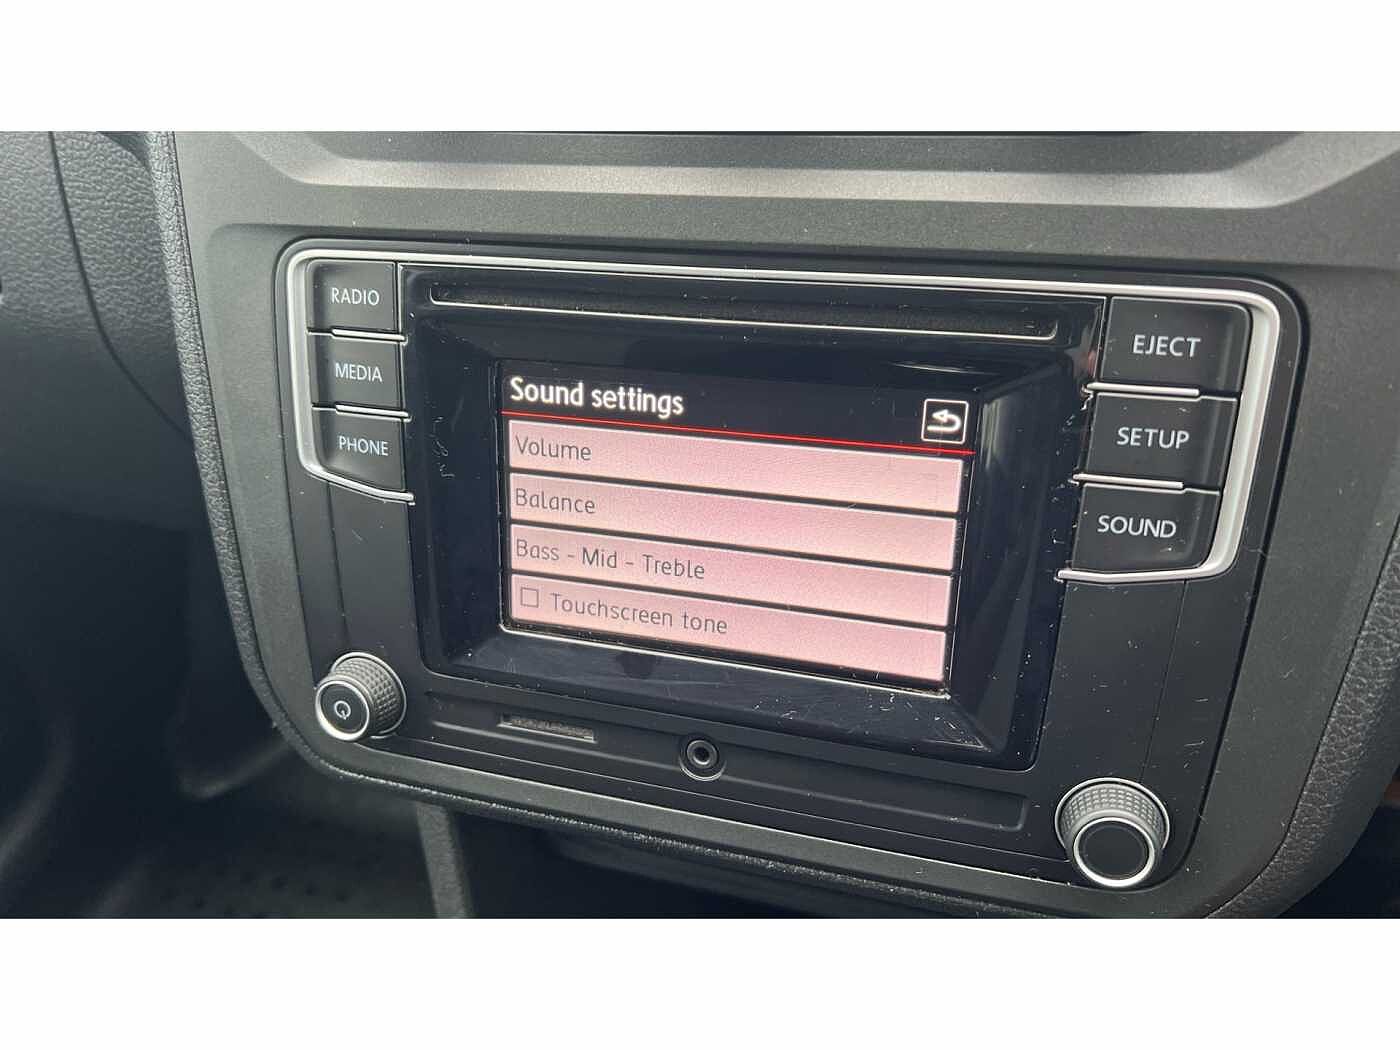 RADIO
MEDIA
PHONE
Sound settings
Volume
Balance
Bass - Mid - Treble
Touchscreen tone
EJECT
SETUP
SOUND